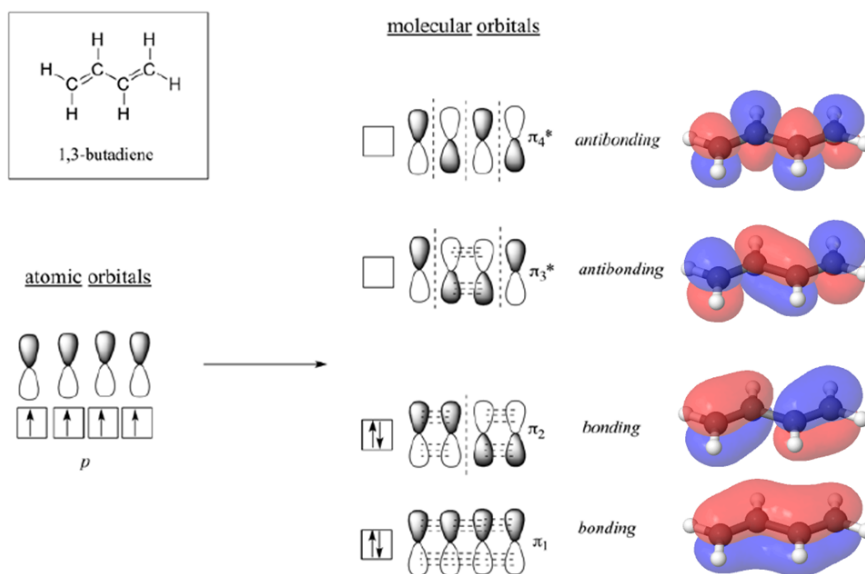 molecular orbitals
H
H
H
C
C
C
C
H
H
H
1,3-butadiene
π4* antibonding
π3* antibonding
atomic orbitals
p
π2 bonding
π1 bonding